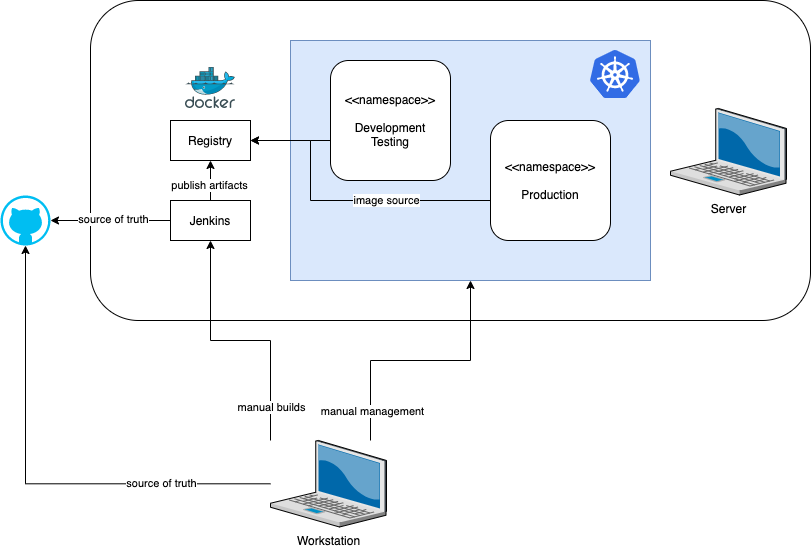 docker
<<namespace>>
Development
Testing
Registry
<<namespace>>
Production
publish artifacts
image source
Jenkins
source of truth
Server
manual builds
manual management
source of truth
Workstation